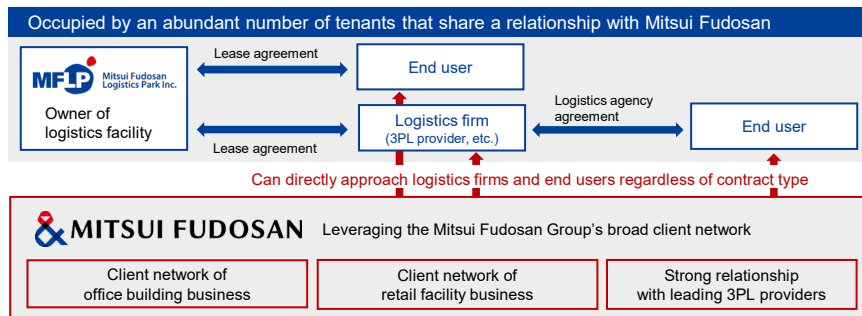 Occupied by an abundant number of tenants that share a relationship with Mitsui Fudosan
MFLP
Mitsui Fudosan
Logistics Park Inc.
Owner of
logistics facility
Lease agreement
End user
Lease agreement
Logistics firm
(3PL provider, etc.)
Logistics agency
agreement
End user
Can directly approach logistics firms and end users regardless of contract type
& MITSUI FUDOSAN
Leveraging the Mitsui Fudosan Group's broad client network
Client network of
office building business
Client network of
retail facility business
Strong relationship
with leading 3PL providers